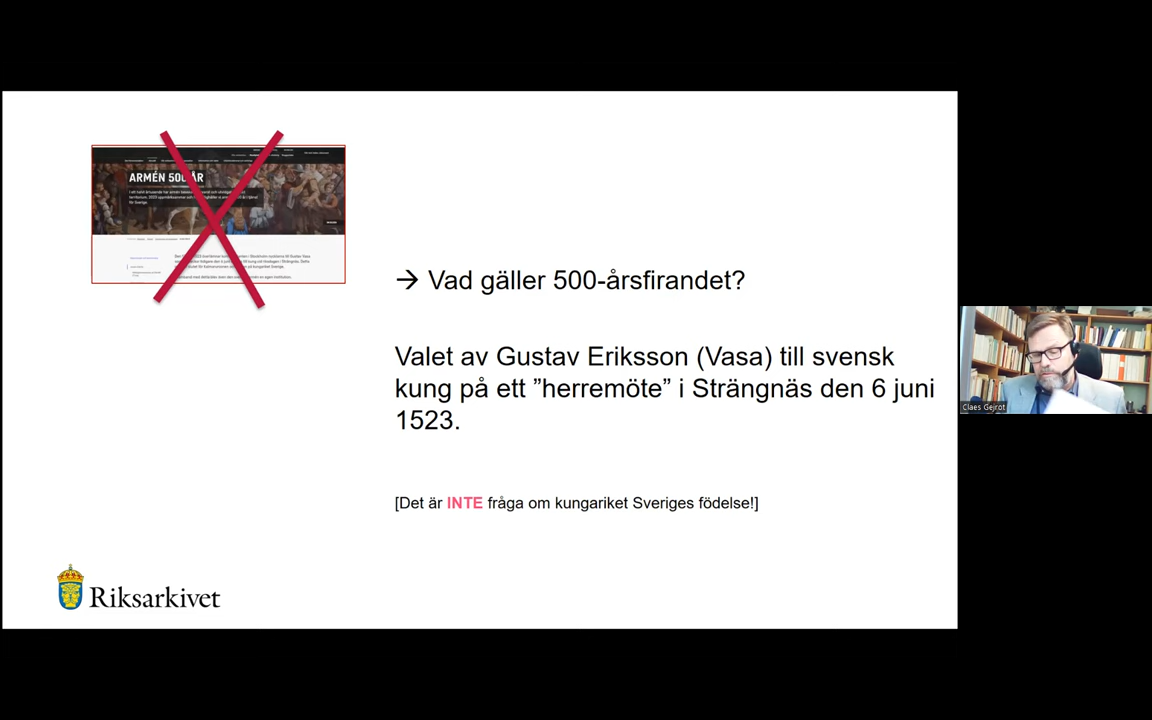 ARMÉN 500 ÅR
→ Vad gäller 500-årsfirandet?
Valet av Gustav Eriksson (Vasa) till svensk
kung på ett ”herremöte” i Strängnäs den 6 juni
1523.
[Det är INTE fråga om kungariket Sveriges födelse!]
Riksarkivet
Claes Gejrot